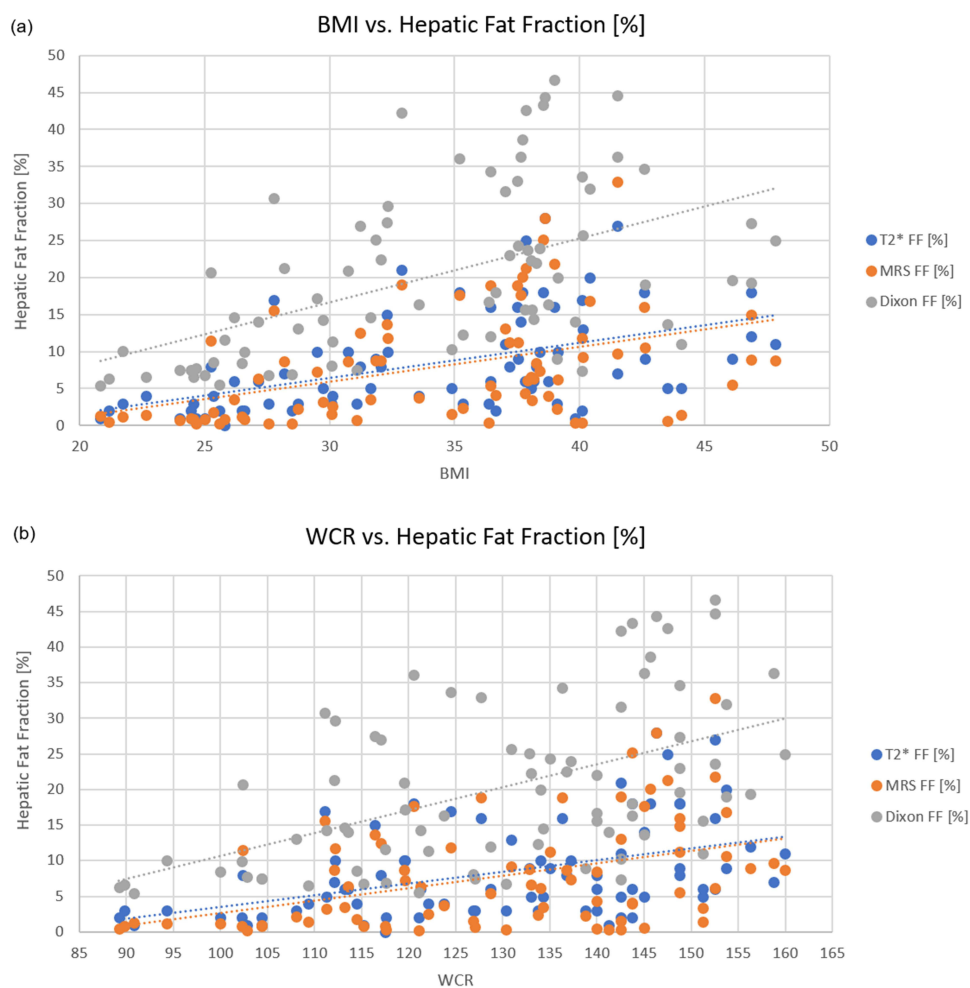 (a)
BMI vs. Hepatic Fat Fraction [%]
50
45
40
35
30
25
20
15
10
5
0
Hepatic Fat Fraction [%]
20 25 30 35 40 45 50
BMI
T2* FF [%]
MRS FF [%]
Dixon FF [%]
(b)
WCR vs. Hepatic Fat Fraction [%]
50
45
40
35
30
25
20
15
10
5
0
Hepatic Fat Fraction [%]
85 90 95 100 105 110 115 120 125 130 135 140 145 150 155 160 165
WCR
T2* FF [%]
MRS FF [%]
Dixon FF [%]